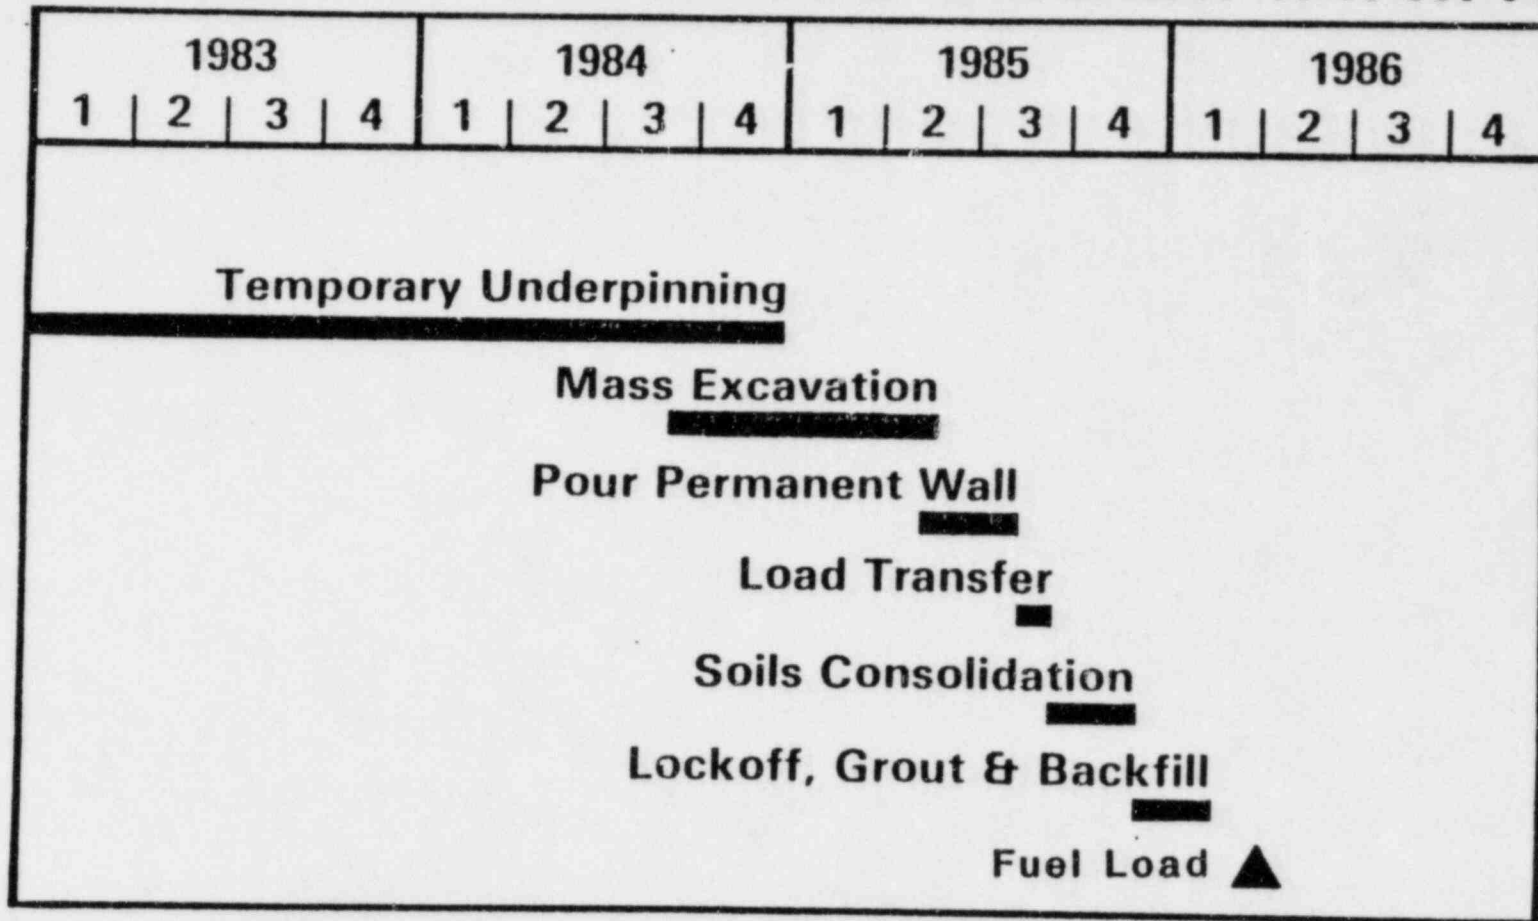 1983 1984 1985 1986
1 2 3 4 1 2 3 4 1 2 3 4 1 2 3 4
Temporary Underpinning
Mass Excavation
Pour Permanent Wall
Load Transfer
Soils Consolidation
Lockoff, Grout & Backfill
Fuel Load